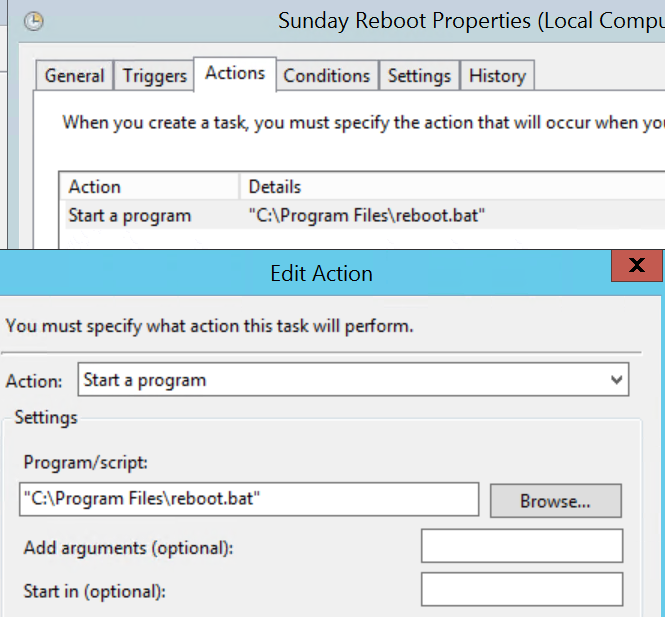 Sunday Reboot Properties (Local Compu
General Triggers Actions Conditions Settings History
When you create a task, you must specify the action that will occur when you
Action Details
Start a program "C:\Program Files\reboot.bat"
Edit Action
You must specify what action this task will perform.
Action: Start a program
Settings
Program/script:
"C:\Program Files\reboot.bat" Browse...
Add arguments (optional):
Start in (optional):